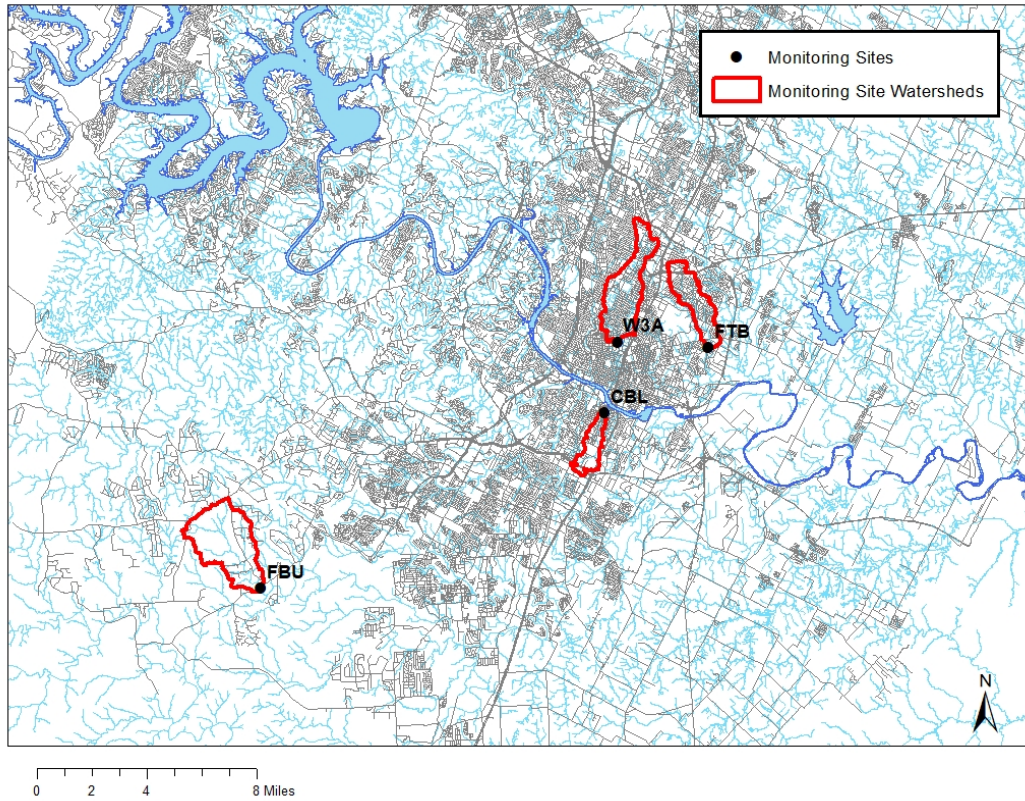 Monitoring Sites
Monitoring Site Watersheds
W3A
FTB
CBL
FBU
N
0 2 4 8 Miles